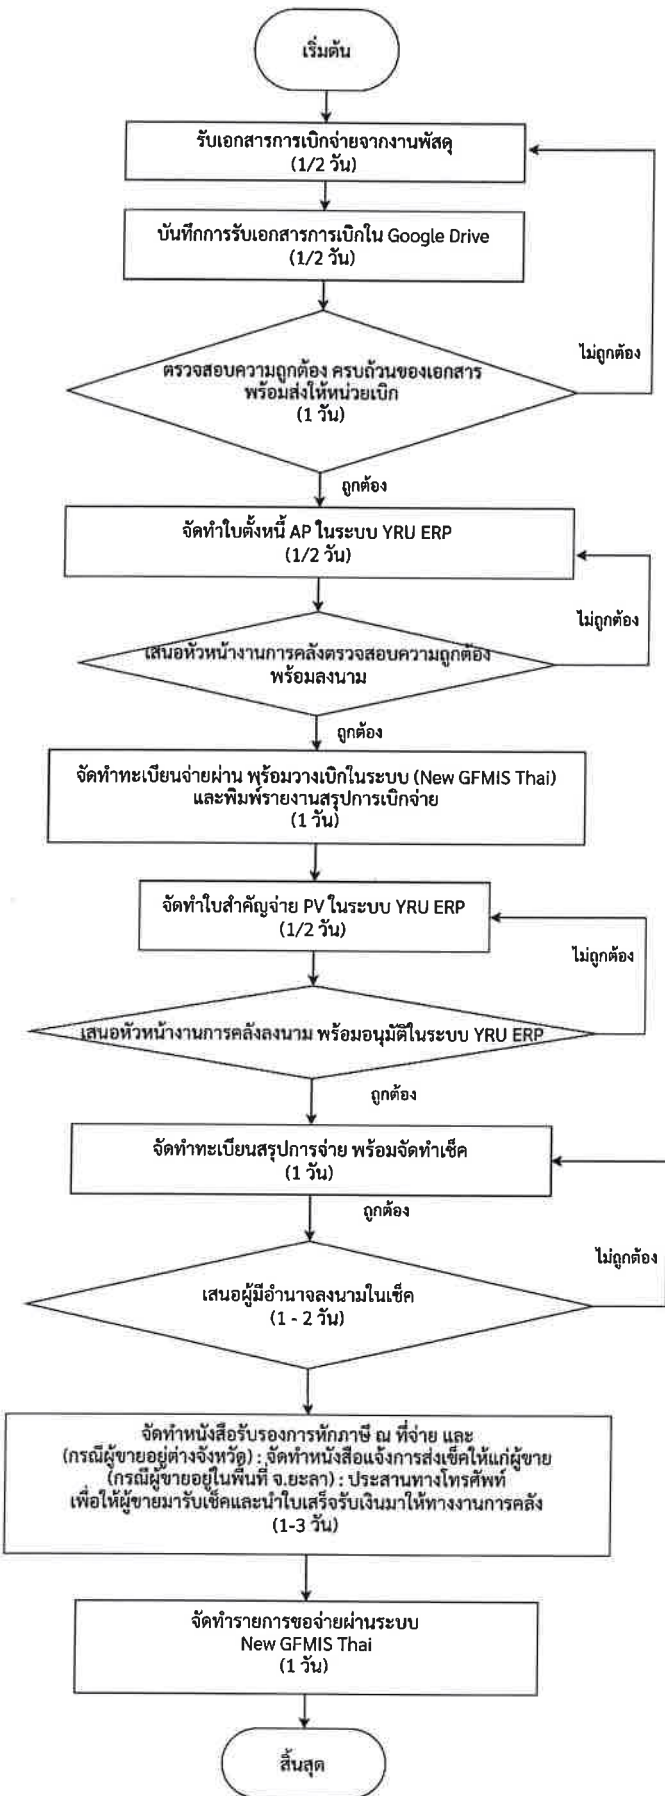 เริ่มต้น
รับเอกสารการเบิกจ่ายจากงานพัสดุ
(1/2 วัน)
บันทึกการรับเอกสารการเบิกใน Google Drive
(1/2 วัน)
ไม่ถูกต้อง
ตรวจสอบความถูกต้อง ครบถ้วนของเอกสาร
พร้อมส่งให้หน่วยเบิก
(1 วัน)
ถูกต้อง
จัดทำใบตั้งหนี้ AP ในระบบ YRU ERP
(1/2 วัน)
ไม่ถูกต้อง
เสนอหัวหน้างานการคลังตรวจสอบความถูกต้อง
พร้อมลงนาม
ถูกต้อง
จัดทำทะเบียนจ่ายผ่าน พร้อมวางเบิกในระบบ (New GFMIS Thai)
และพิมพ์รายงานสรุปการเบิกจ่าย
(1 วัน)
จัดทำใบสำคัญจ่าย PV ในระบบ YRU ERP
(1/2 วัน)
ไม่ถูกต้อง
เสนอหัวหน้างานการคลังลงนาม พร้อมอนุมัติในระบบ YRU ERP
ถูกต้อง
จัดทำทะเบียนสรุปการจ่าย พร้อมจัดทำเช็ค
(1 วัน)
ถูกต้อง
ไม่ถูกต้อง
เสนอผู้มีอำนาจลงนามในเช็ค
(1 - 2 วัน)
จัดทำหนังสือรับรองการหักภาษี ณ ที่จ่าย และ
(กรณีผู้ขายอยู่ต่างจังหวัด) : จัดทำหนังสือแจ้งการส่งเช็คให้แก่ผู้ขาย
(กรณีผู้ขายอยู่ในพื้นที่ จ.ยะลา) : ประสานทางโทรศัพท์
เพื่อให้ผู้ขายมารับเช็คและนำใบเสร็จรับเงินมาให้ทางงานการคลัง
(1-3 วัน)
จัดทำรายการขอจ่ายผ่านระบบ
New GFMIS Thai
(1 วัน)
สิ้นสุด